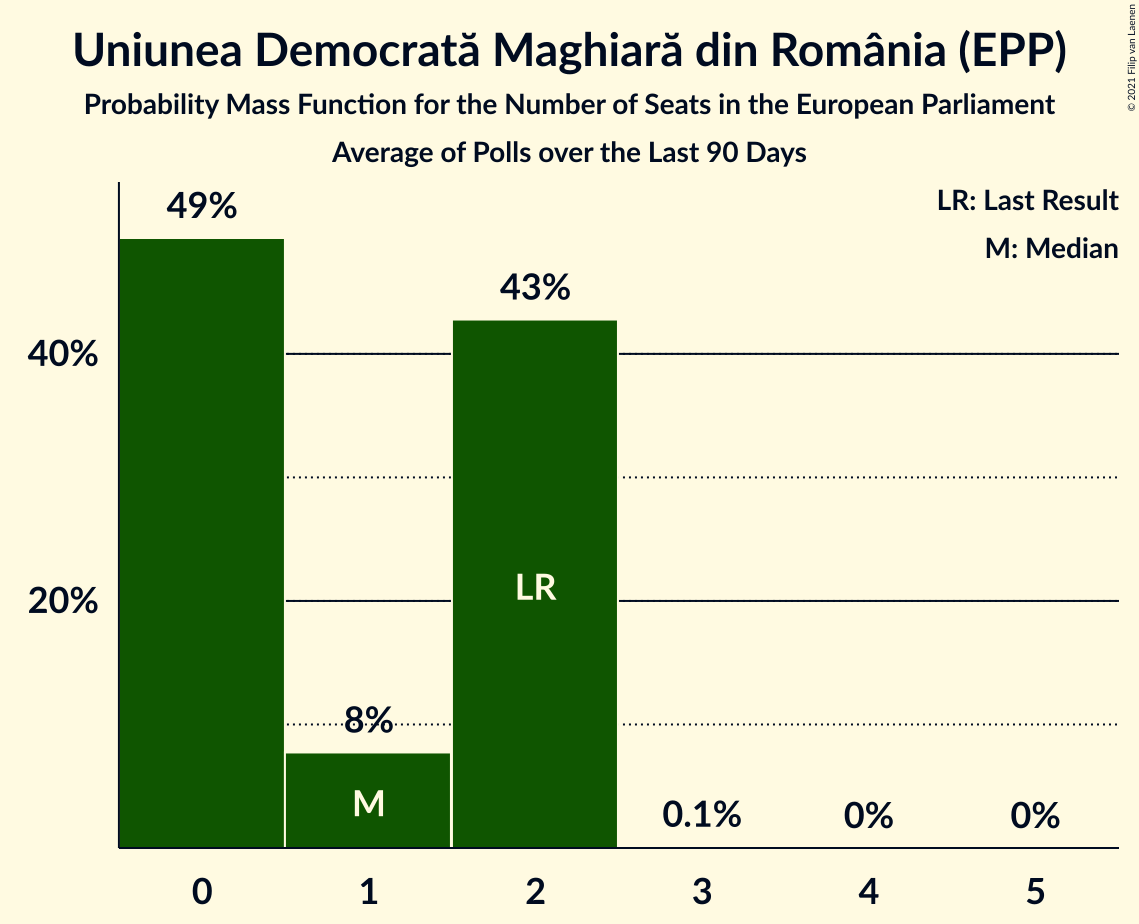 Uniunea Democrată Maghiară din România (EPP)
Probability Mass Function for the Number of Seats in the European Parliament
Average of Polls over the Last 90 Days
© 2021 Filip van Laenen
LR: Last Result
M: Median
49%
43%
40%
LR
20%
8%
M
0.1%
0%
0%
0
1
2
3
4
5